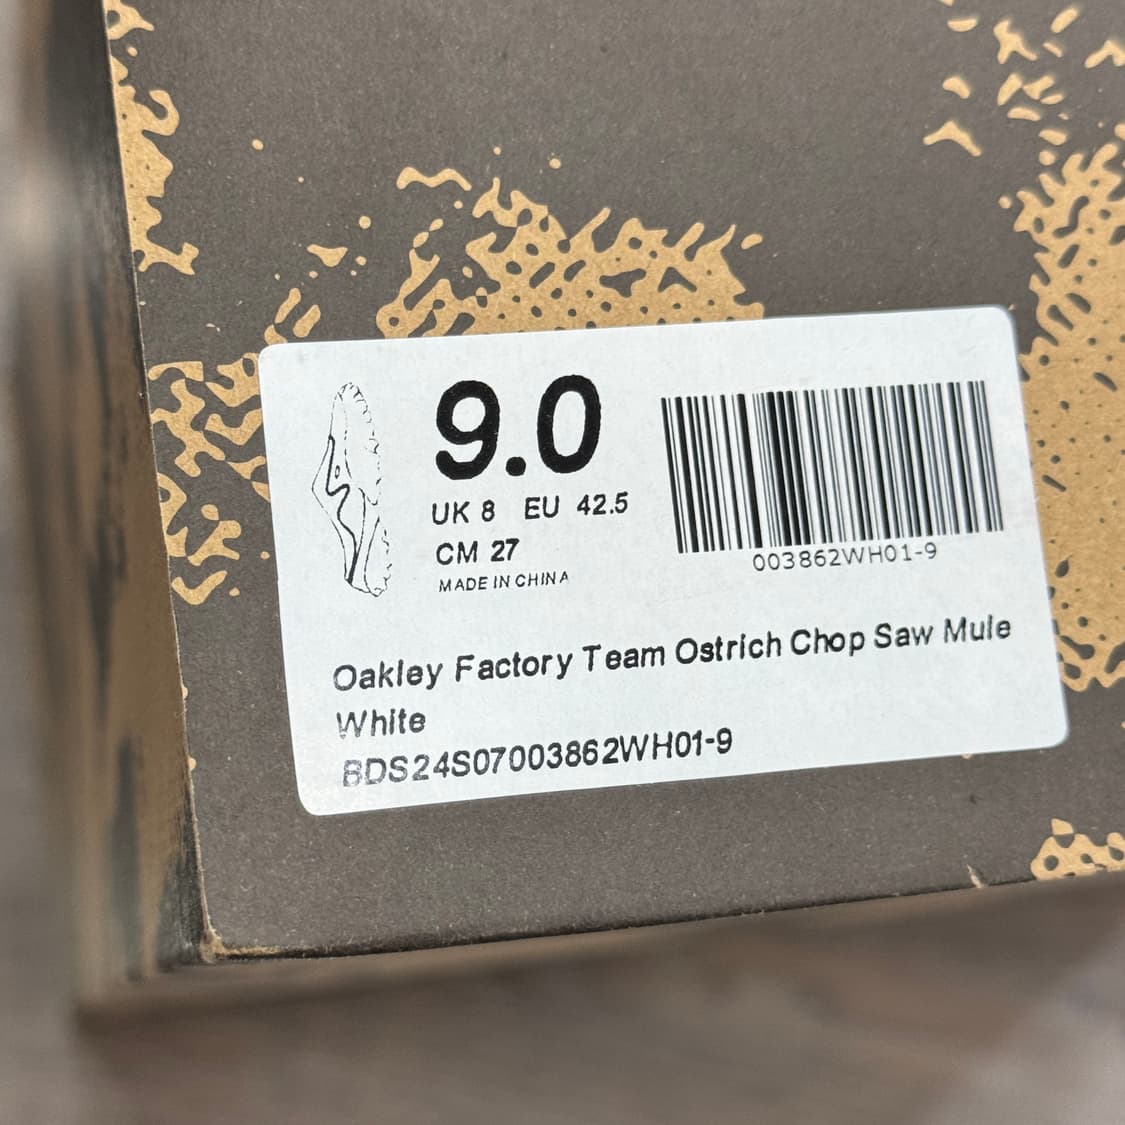 9.0
UK 8 EU 42.5
CM 27
MADE IN CHINA
003862WH01-9
Oakley Factory Team Ostrich Chop Saw Mule
White
BDS24S07003862WH01-9